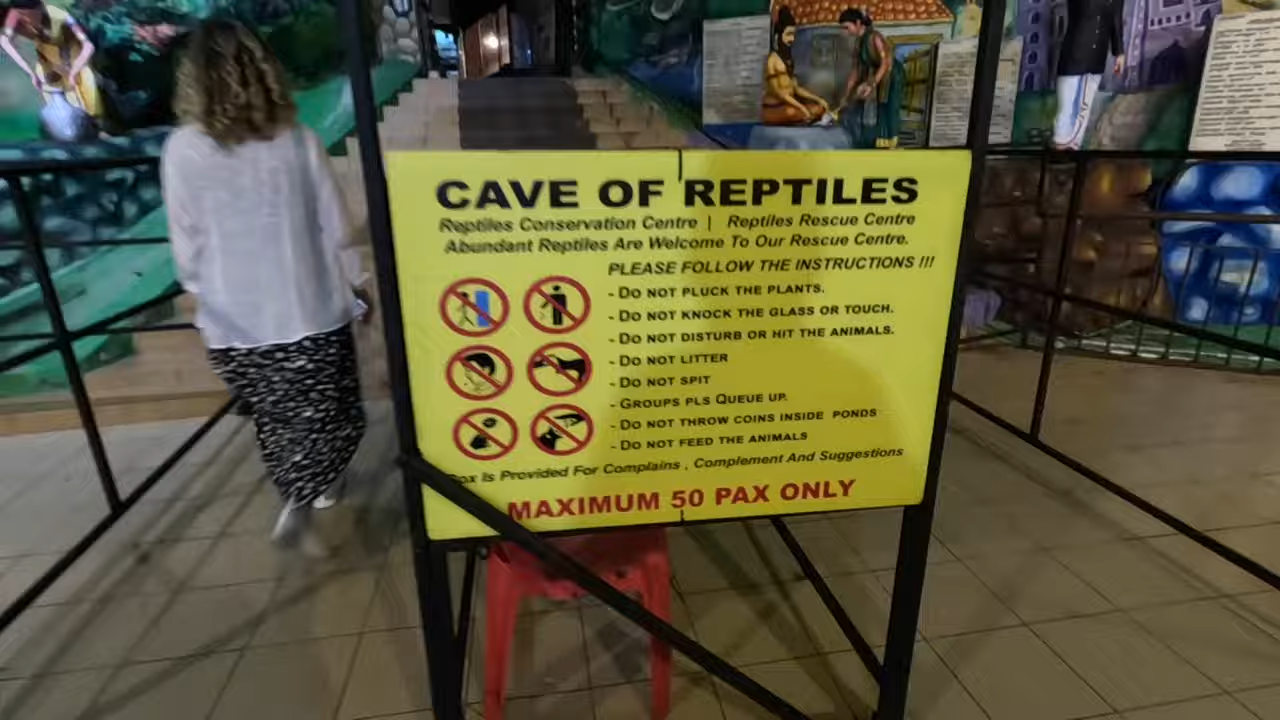 CAVE OF REPTILES
Reptiles Conservation Centre | Reptiles Rescue Centre
Abundant Reptiles Are Welcome To Our Rescue Centre.
PLEASE FOLLOW THE INSTRUCTIONS !!!
- DO NOT PLUCK THE PLANTS.
- DO NOT KNOCK THE GLASS OR TOUCH.
- DO NOT DISTURB OR HIT THE ANIMALS.
- DO NOT LITTER
- DO NOT SPIT
- GROUPS PLS QUEUE UP.
- DO NOT THROW COINS INSIDE PONDS
- DO NOT FEED THE ANIMALS
Is Provided For Complains , Complement And Suggestions
MAXIMUM 50 PAX ONLY